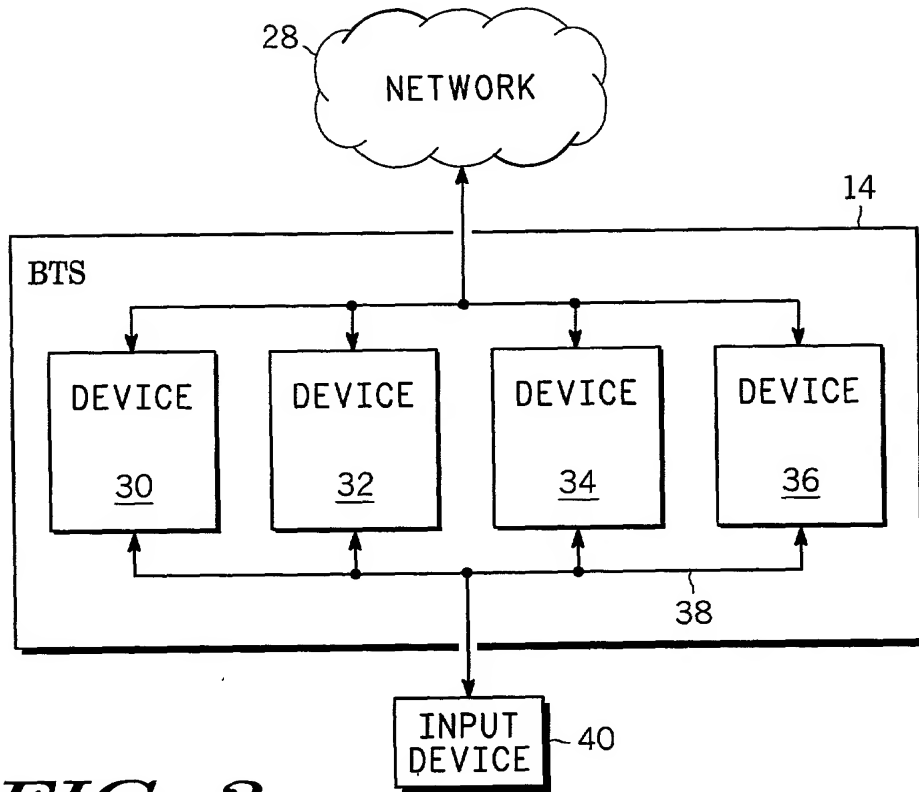 28
NETWORK
14
BTS
DEVICE DEVICE DEVICE DEVICE
30 32 34 36
38
INPUT
DEVICE
40